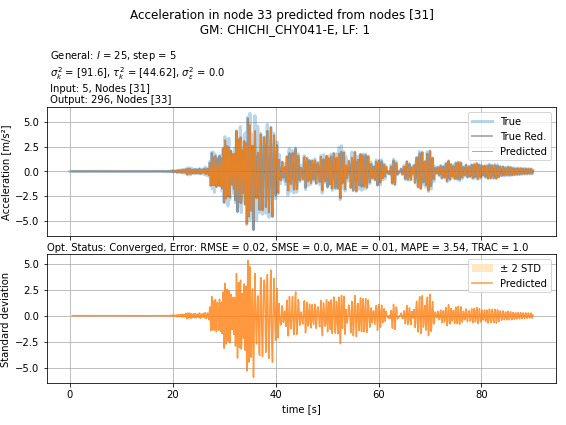 Acceleration in node 33 predicted from nodes [31]
GM: CHICHI_CHY041-E, LF: 1
General: l = 25, step = 5
σ²ₖ = [91.6], τ²ₖ = [44.62], σ²ε = 0.0
Input: 5, Nodes [31]
Output: 296, Nodes [33]
Acceleration [m/s²]
5.0
2.5
0.0
−2.5
−5.0
True
True Red.
Predicted
Opt. Status: Converged, Error: RMSE = 0.02, SMSE = 0.0, MAE = 0.01, MAPE = 3.54, TRAC = 1.0
Standard deviation
5.0
2.5
0.0
−2.5
−5.0
± 2 STD
Predicted
0 20 40 60 80
time [s]